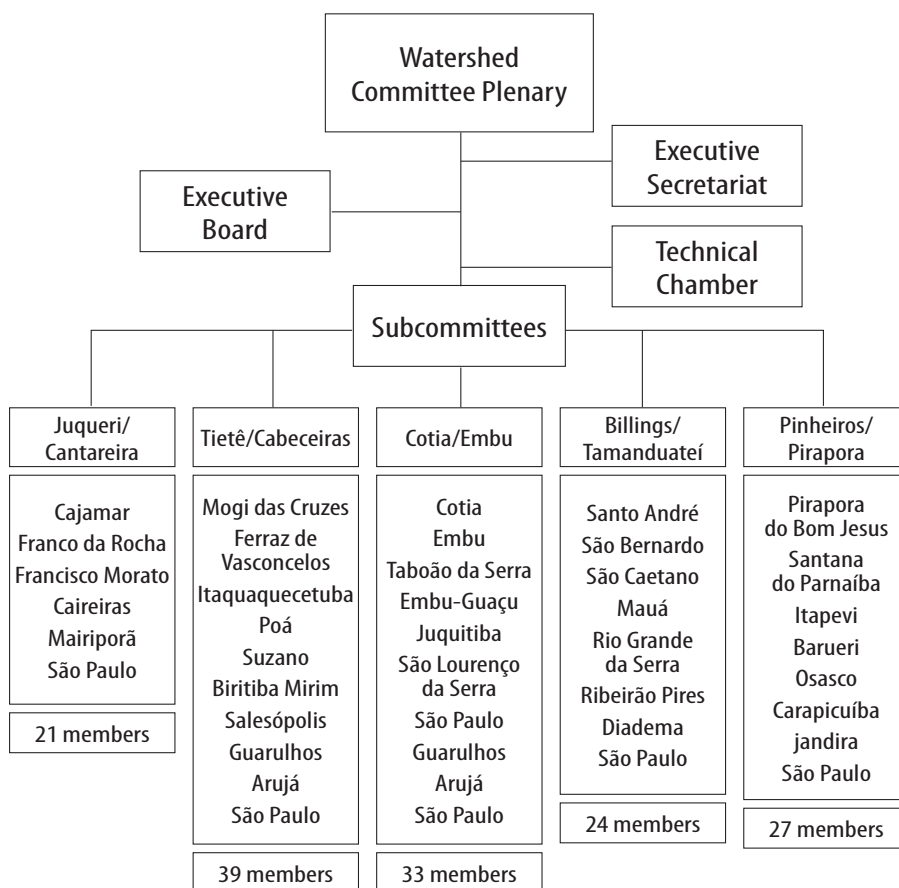 Watershed
Committee Plenary
Executive
Secretariat
Executive
Board
Technical
Chamber
Subcommittees
Juqueri/
Cantareira
Cajamar
Franco da Rocha
Francisco Morato
Caireiras
Mairiporã
São Paulo
21 members
Tietê/Cabeceiras
Mogi das Cruzes
Ferraz de
Vasconcelos
Itaquaquecetuba
Poá
Suzano
Biritiba Mirim
Salesópolis
Guarulhos
Arujá
São Paulo
39 members
Cotia/Embu
Cotia
Embu
Taboão da Serra
Embu-Guaçu
Juquitiba
São Lourenço
da Serra
São Paulo
Guarulhos
Arujá
São Paulo
33 members
Billings/
Tamanduateí
Santo André
São Bernardo
São Caetano
Mauá
Rio Grande
da Serra
Ribeirão Pires
Diadema
São Paulo
24 members
Pinheiros/
Pirapora
Pirapora
do Bom Jesus
Santana
do Parnaíba
Itapevi
Barueri
Osasco
Carapicuíba
jandira
São Paulo
27 members